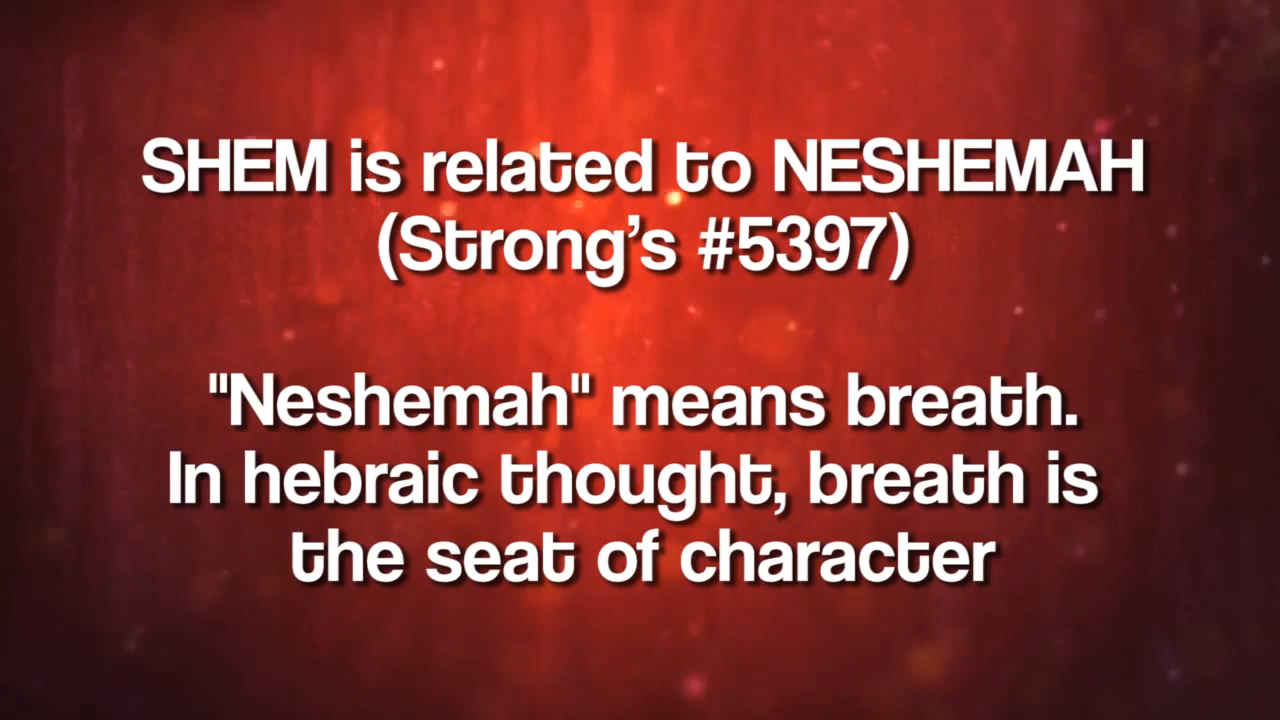 SHEM is related to NESHEMAH
(Strong’s #5397)
"Neshemah" means breath.
In hebraic thought, breath is
the seat of character